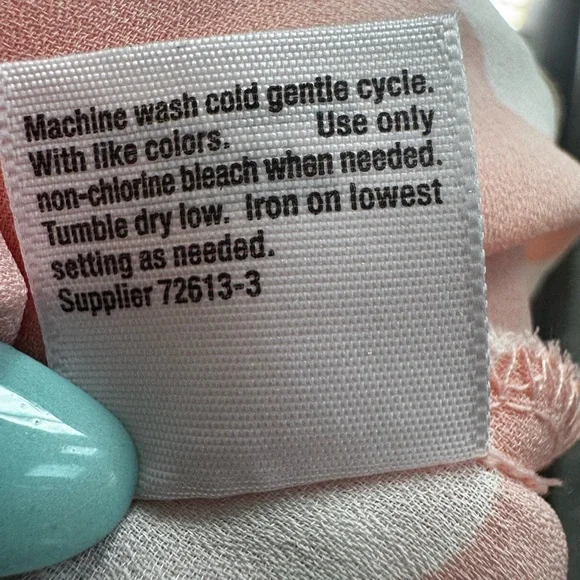 Machine wash cold gentle cycle.
With like colors. Use only
non-chlorine bleach when needed.
Tumble dry low. Iron on lowest
setting as needed.
Supplier 72613-3